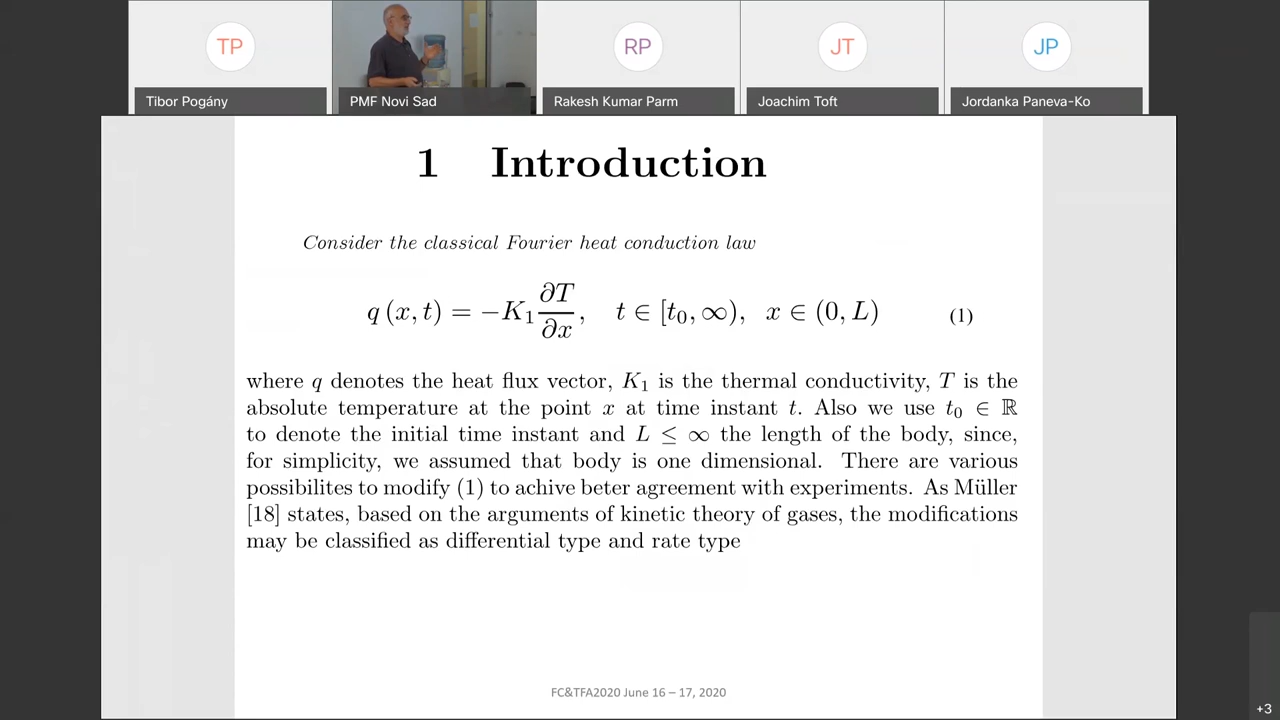 TP
RP
JT
JP
Tibor Pogány
PMF Novi Sad
Rakesh Kumar Parm
Joachim Toft
Jordanka Paneva-Ko
1 Introduction
Consider the classical Fourier heat conduction law
q (x, t) = −K₁ ∂T/∂x, t ∈ [t₀, ∞), x ∈ (0, L) (1)
where q denotes the heat flux vector, K₁ is the thermal conductivity, T is the
absolute temperature at the point x at time instant t. Also we use t₀ ∈ ℝ
to denote the initial time instant and L ≤ ∞ the length of the body, since,
for simplicity, we assumed that body is one dimensional. There are various
possibilites to modify (1) to achive beter agreement with experiments. As Müller
[18] states, based on the arguments of kinetic theory of gases, the modifications
may be classified as differential type and rate type
FC&TFA2020 June 16 – 17, 2020
+3